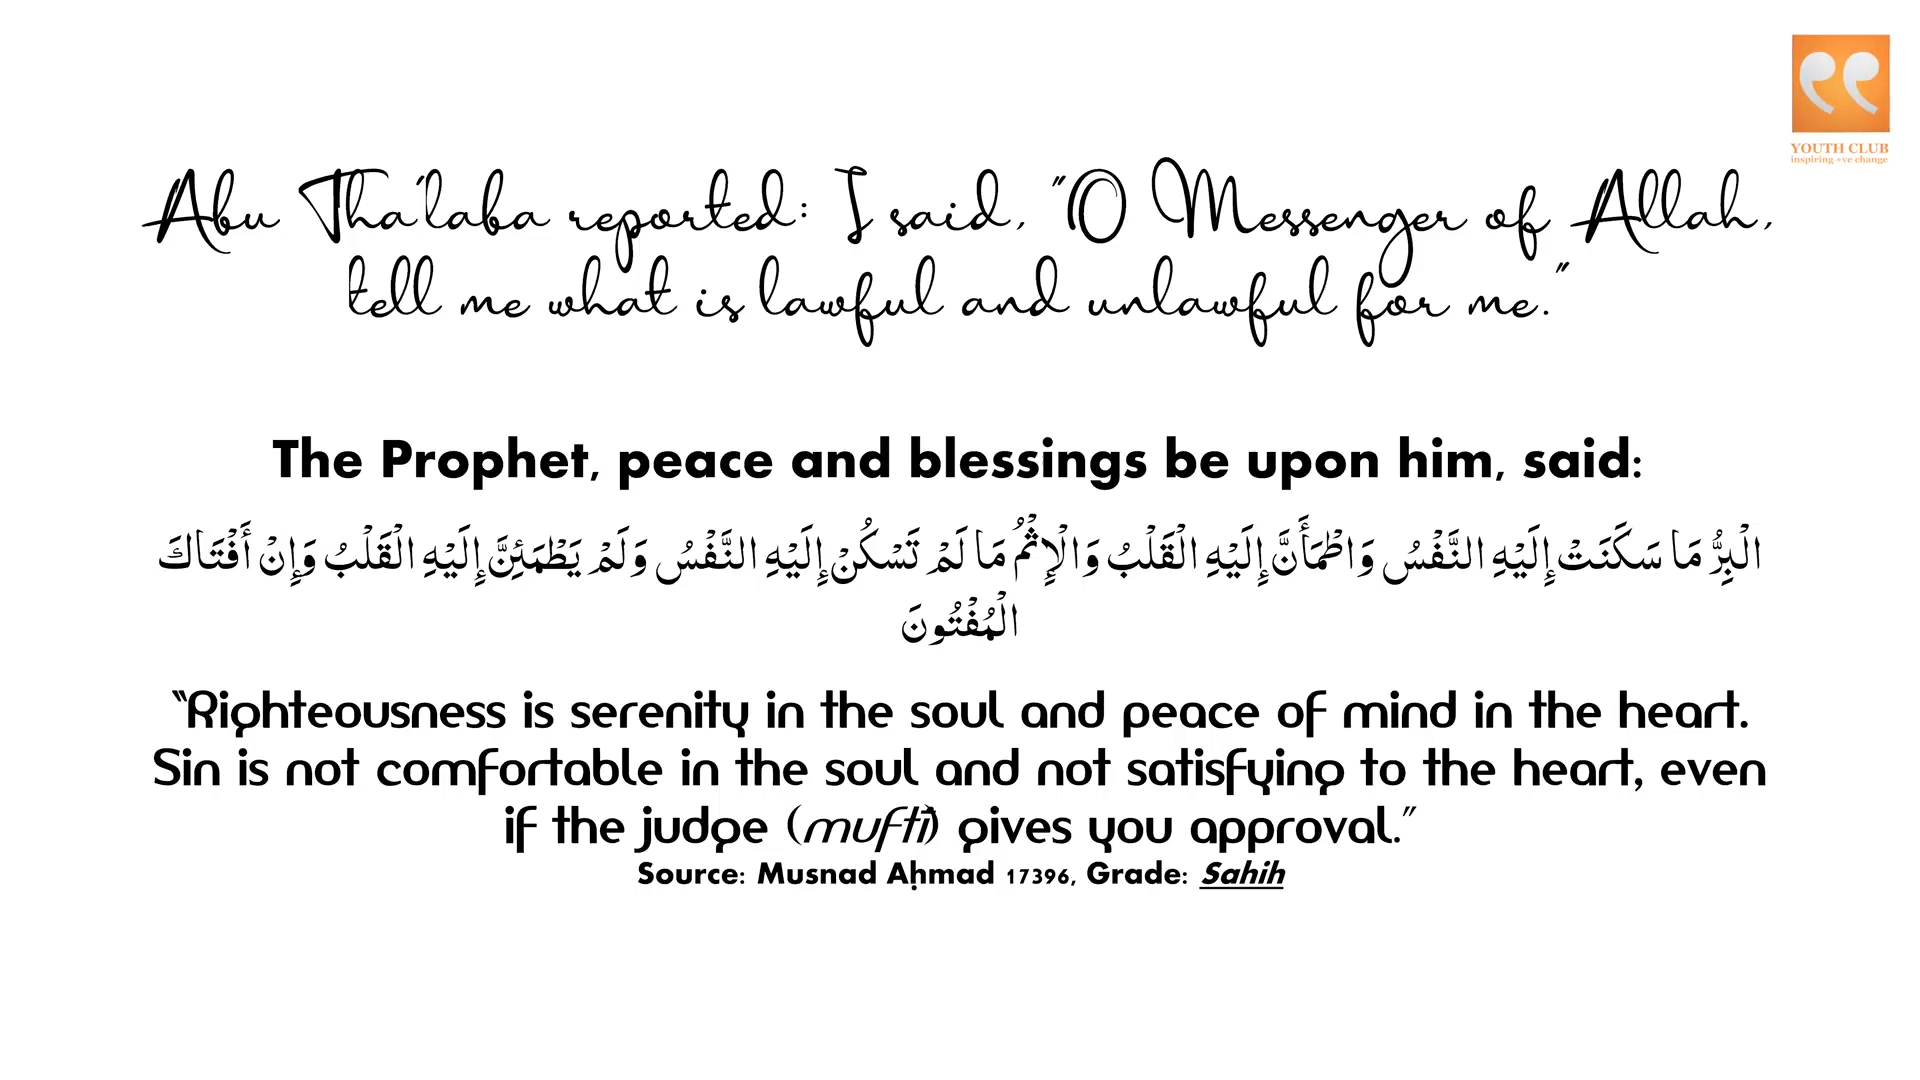 YOUTH CLUB
inspiring +ve change
Abu Tha'laba reported: I said, "O Messenger of Allah,
tell me what is lawful and unlawful for me."
The Prophet, peace and blessings be upon him, said:
الْبِرُّ مَا سَكَنَتْ إِلَيْهِ النَّفْسُ وَاطْمَأَنَّ إِلَيْهِ الْقَلْبُ وَالْإِثْمُ مَا لَمْ تَسْكُنْ إِلَيْهِ النَّفْسُ وَلَمْ يَطْمَئِنَّ إِلَيْهِ الْقَلْبُ وَإِنْ أَفْتَاكَ
الْمُفْتُونَ
“Righteousness is serenity in the soul and peace of mind in the heart.
Sin is not comfortable in the soul and not satisfying to the heart, even
if the judge (muftī) gives you approval.”
Source: Musnad Aḥmad 17396, Grade: Sahih